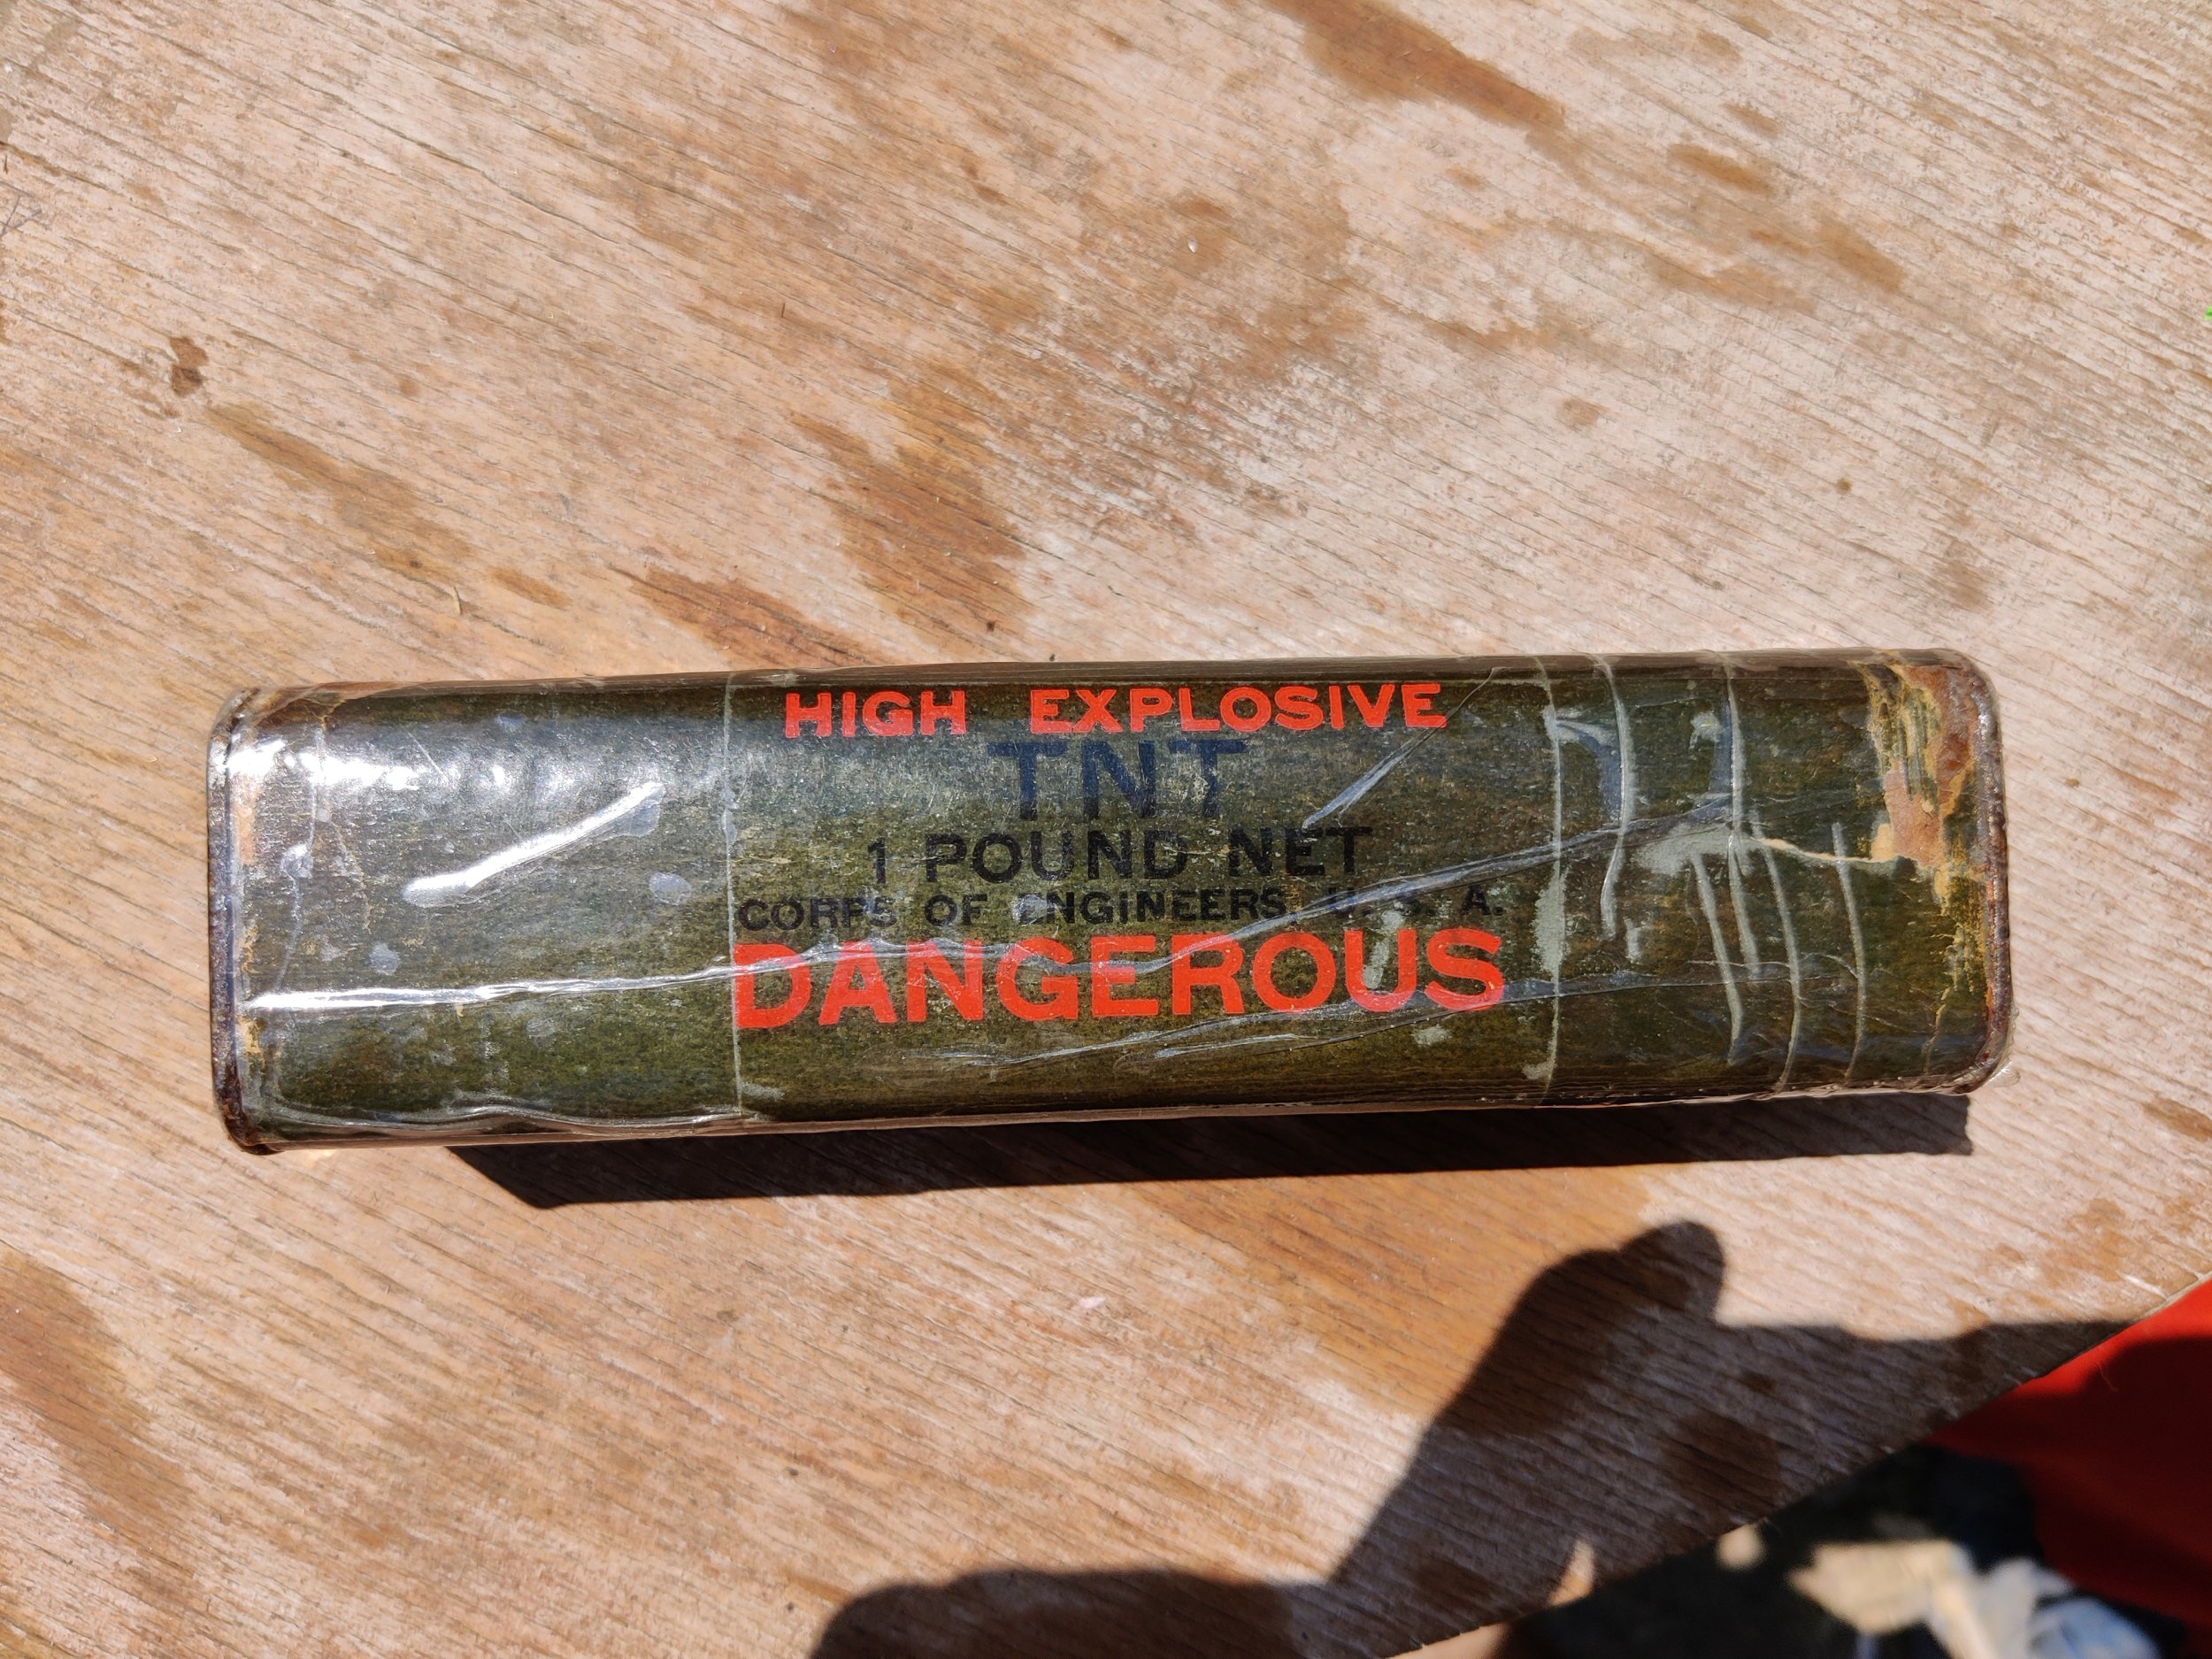 HIGH EXPLOSIVE
TNT
1 POUND NET
CORPS OF ENGINEERS, U. S. A.
DANGEROUS